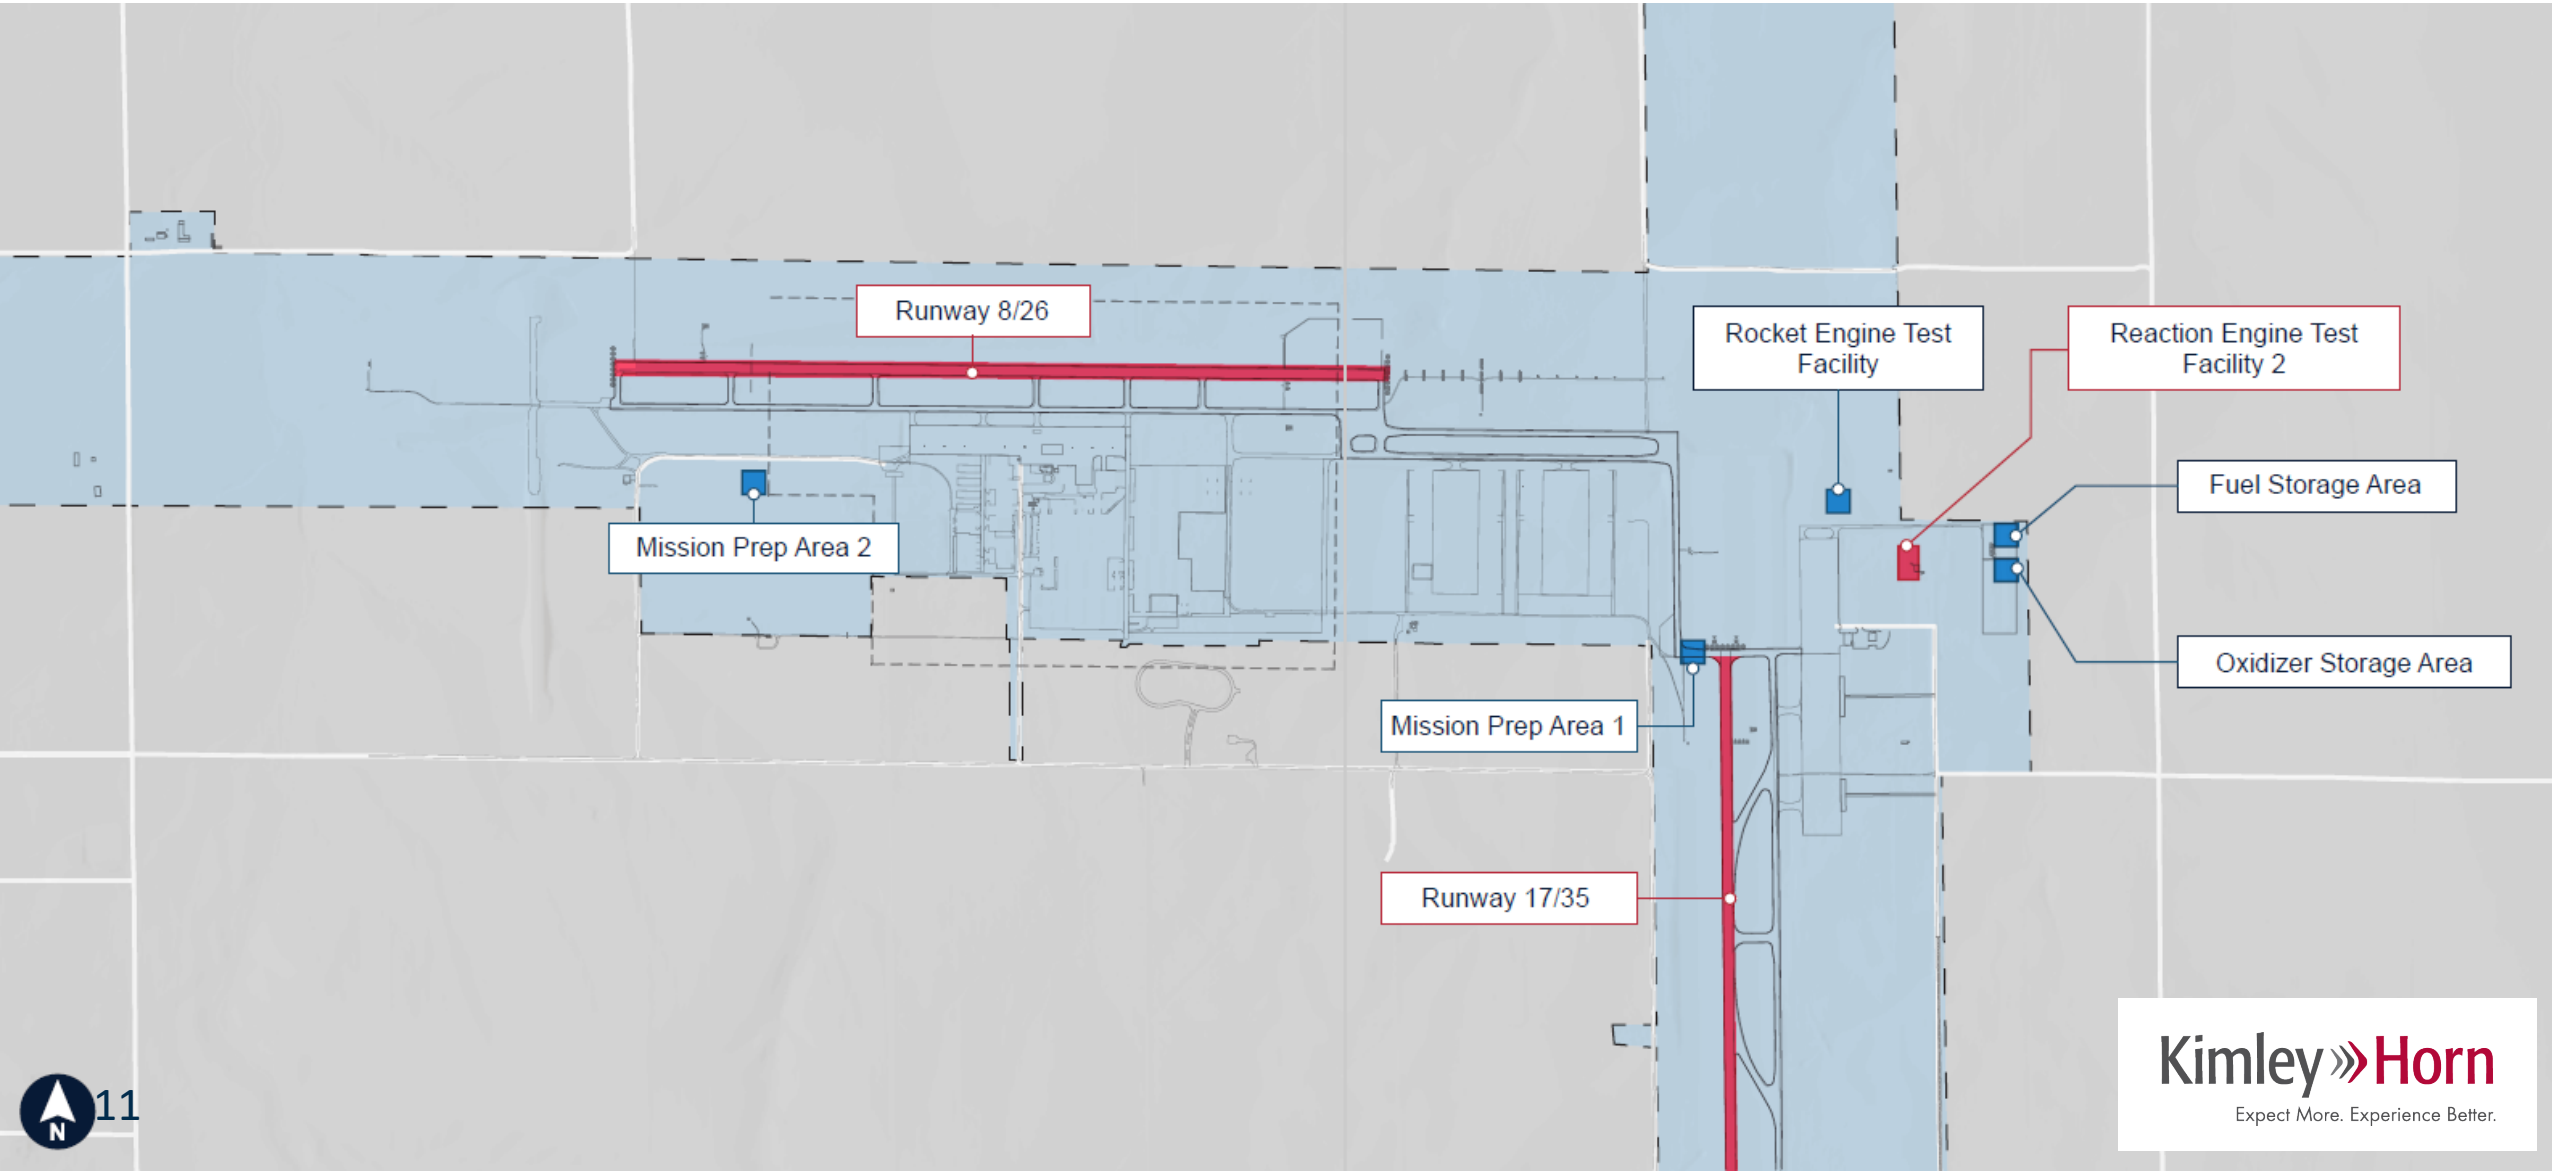 Runway 8/26
Rocket Engine Test
Facility
Reaction Engine Test
Facility 2
Fuel Storage Area
Mission Prep Area 2
Oxidizer Storage Area
Mission Prep Area 1
Runway 17/35
N
11
Kimley Horn
Expect More. Experience Better.